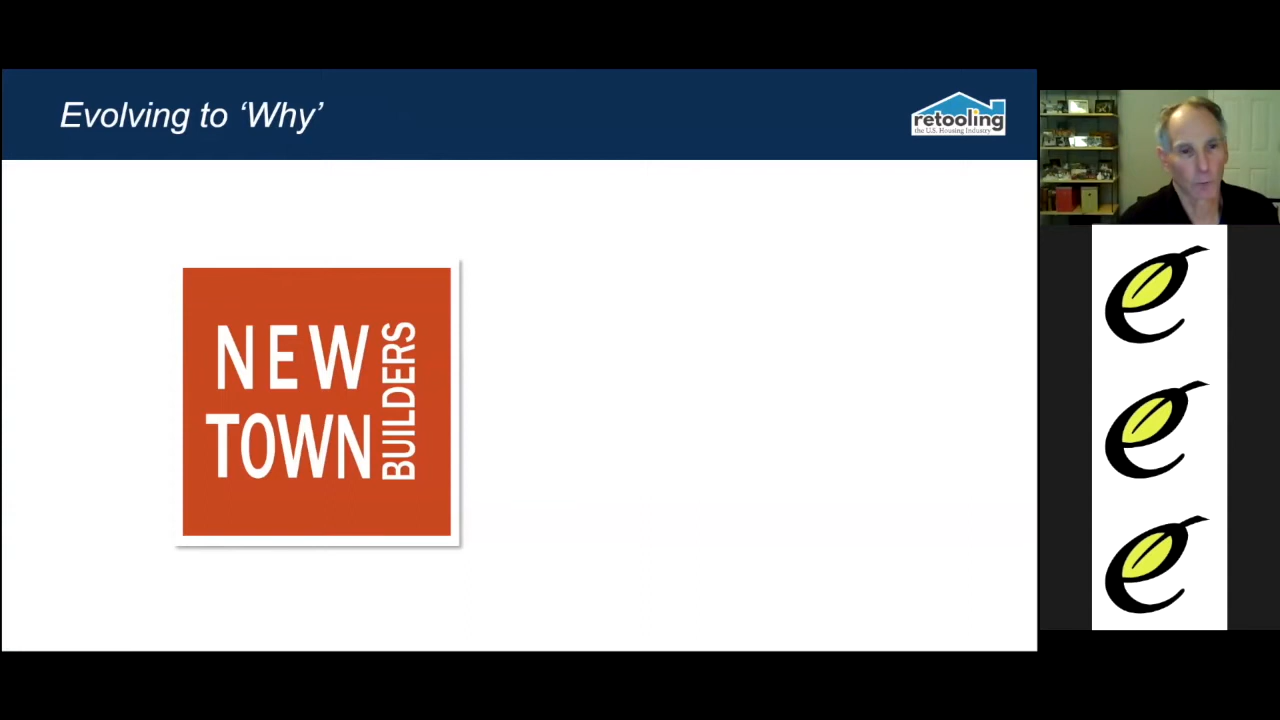 Evolving to ‘Why’
retooling
the U.S. Housing Industry
NEW
TOWN
BUILDERS